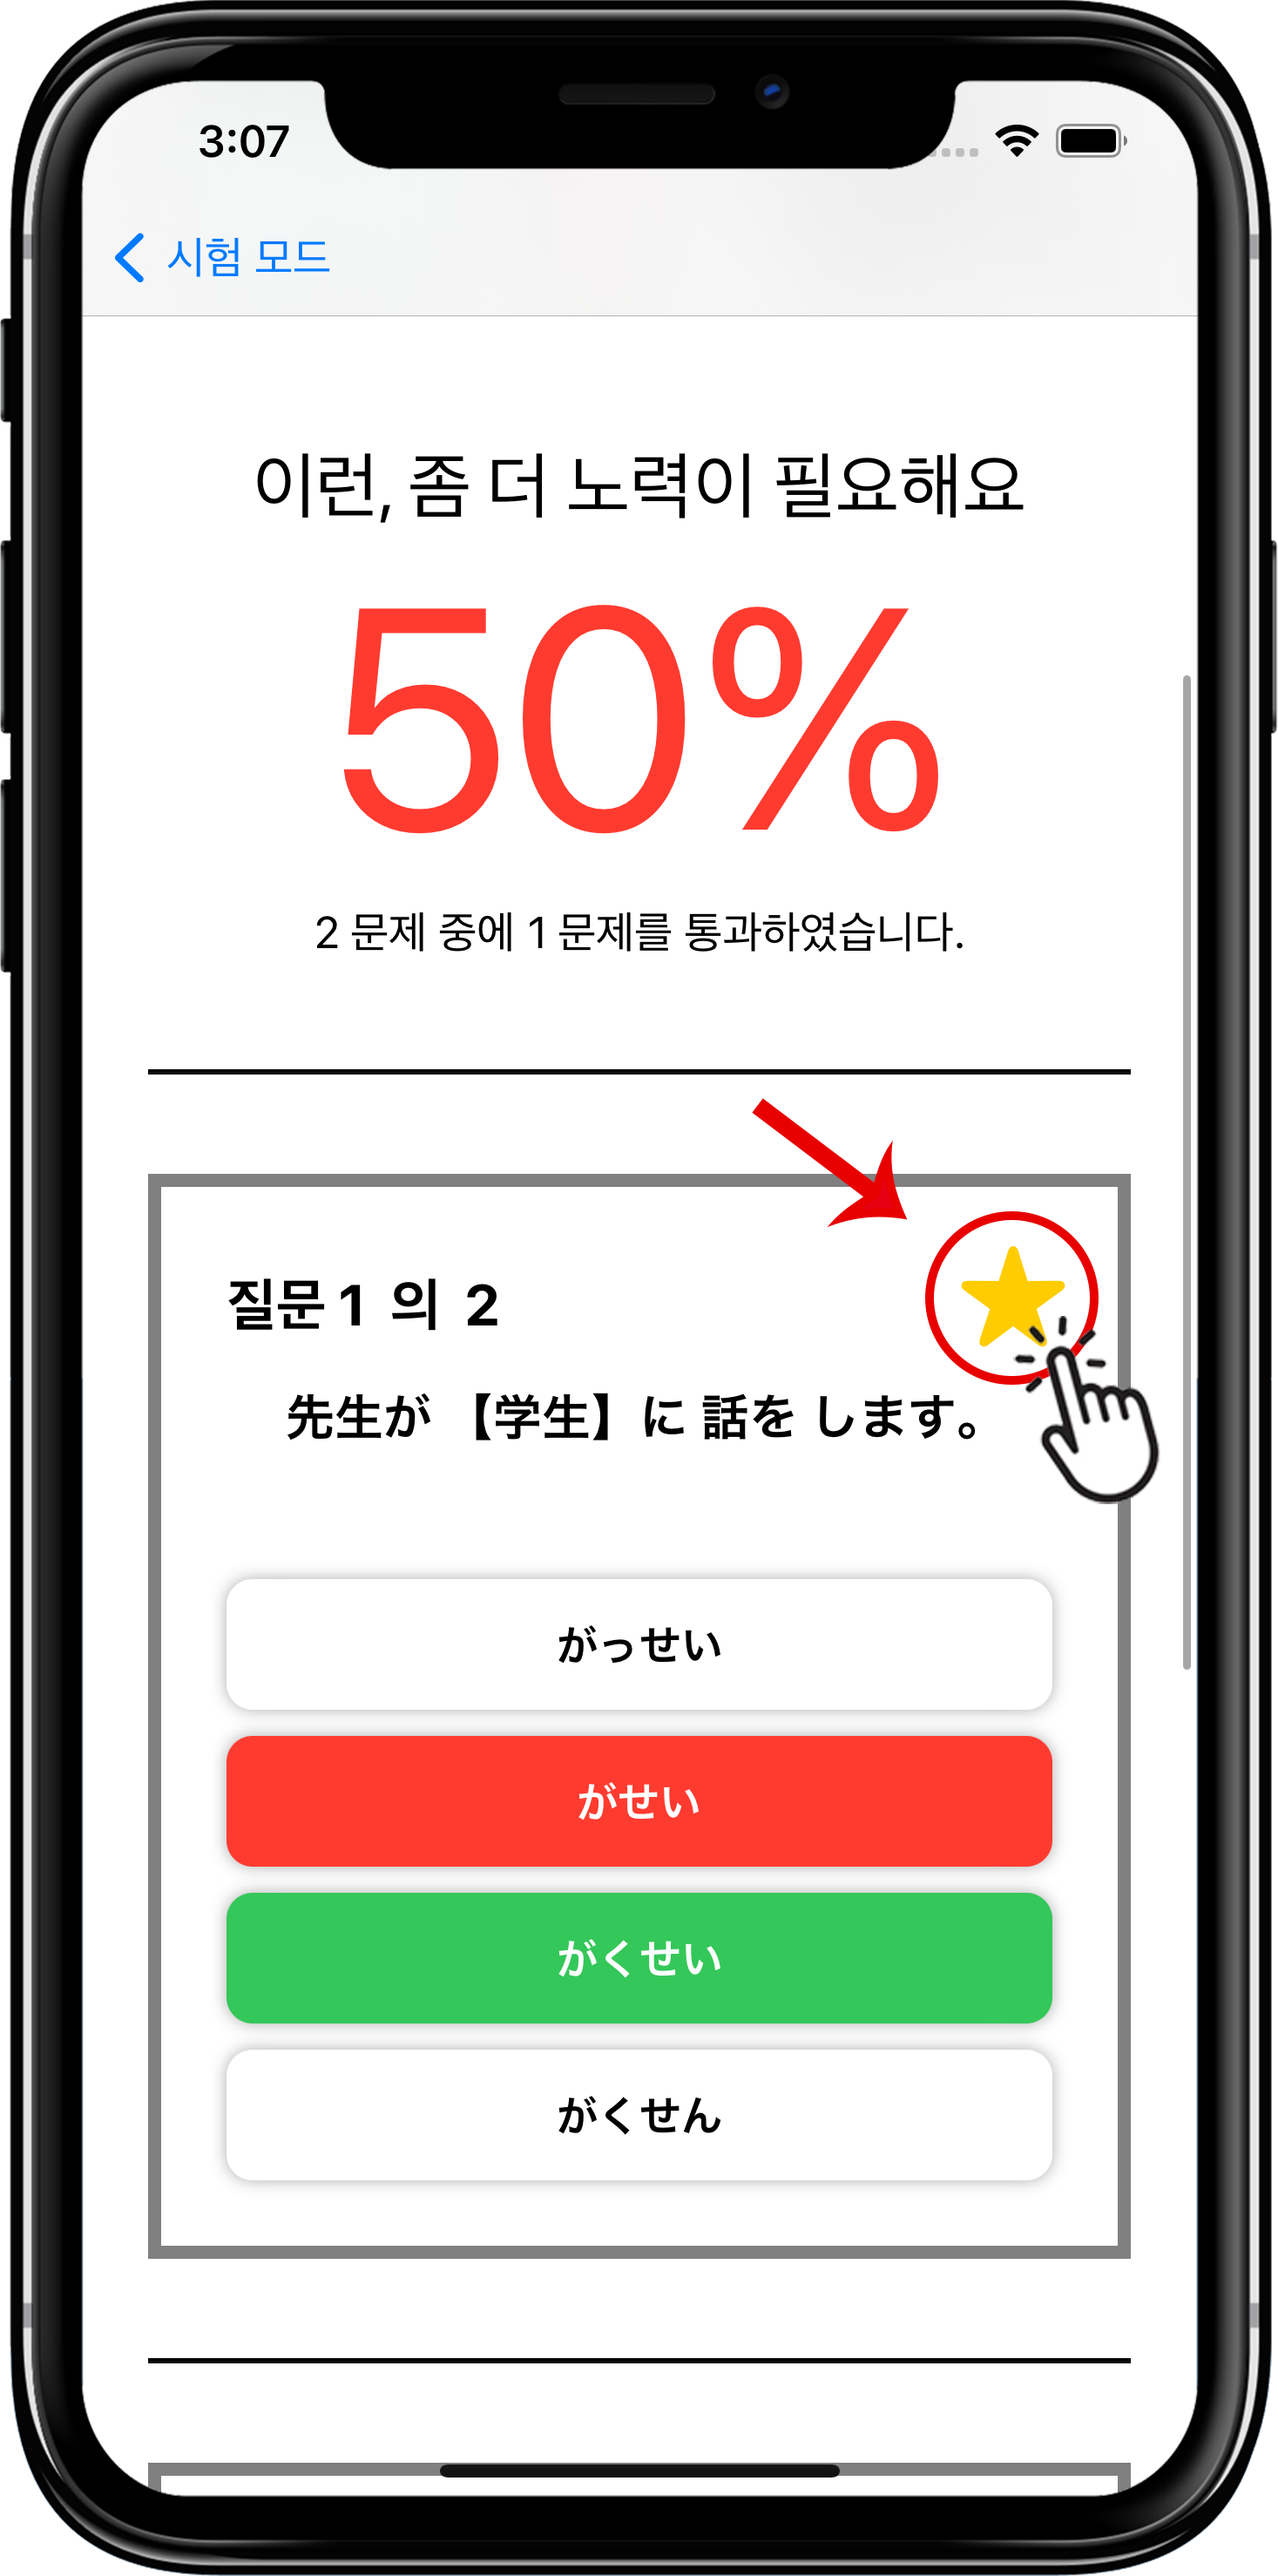 3:07
시험 모드
이런, 좀 더 노력이 필요해요
50%
2 문제 중에 1 문제를 통과하였습니다.
질문 1 의 2
先生が 【学生】に 話を します。
がっせい
がせい
がくせい
がくせん